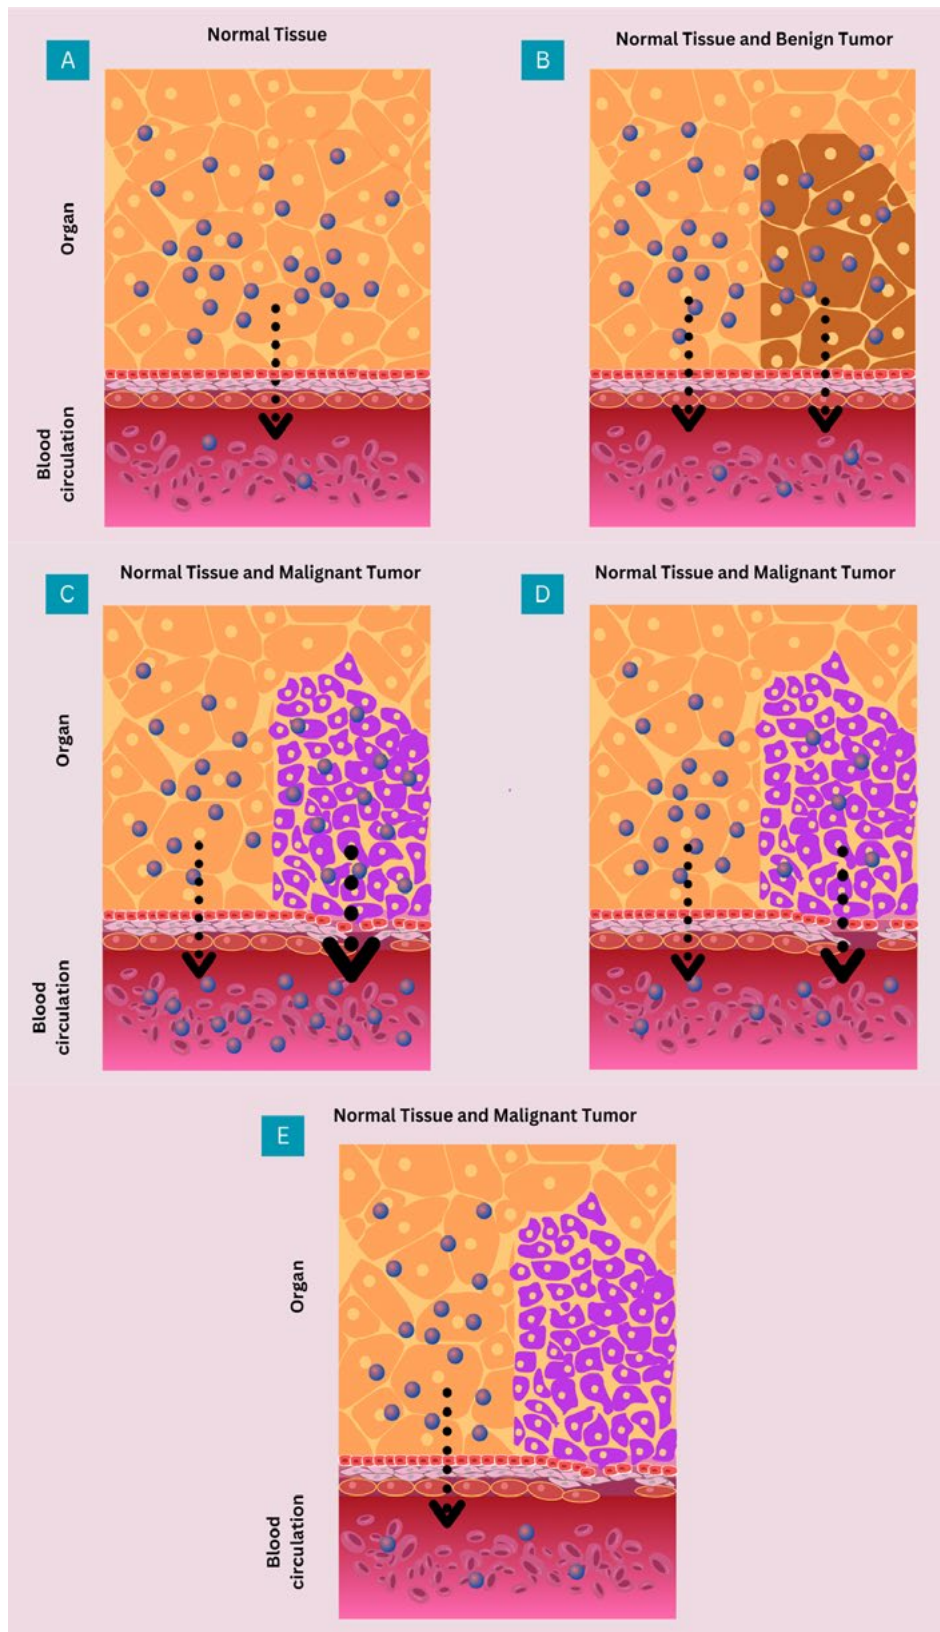 A
Normal Tissue
B
Normal Tissue and Benign Tumor
Organ
Blood
circulation
C
Normal Tissue and Malignant Tumor
D
Normal Tissue and Malignant Tumor
Organ
Blood
circulation
E
Normal Tissue and Malignant Tumor
Organ
Blood
circulation